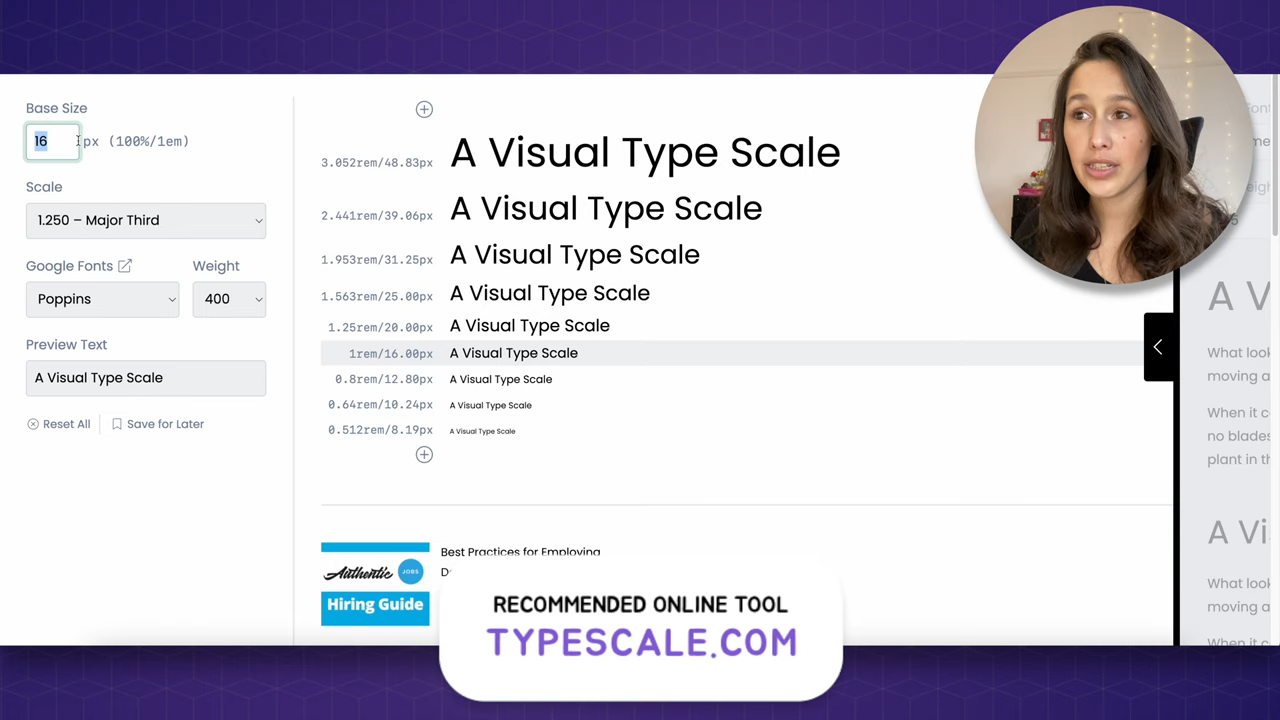 Base Size
16 px (100%/1em)
Scale
1.250 – Major Third
Google Fonts
Weight
Poppins
400
Preview Text
A Visual Type Scale
Reset All
Save for Later
3.052rem/48.83px A Visual Type Scale
2.441rem/39.06px A Visual Type Scale
1.953rem/31.25px A Visual Type Scale
1.563rem/25.00px A Visual Type Scale
1.25rem/20.00px A Visual Type Scale
1rem/16.00px A Visual Type Scale
0.8rem/12.80px A Visual Type Scale
0.64rem/10.24px A Visual Type Scale
0.512rem/8.19px A Visual Type Scale
Authentic JOBS
Hiring Guide
Best Practices for Employing
RECOMMENDED ONLINE TOOL
TYPESCALE.COM
A V
What look
moving a
When it c
no blades
plant in th
A Vi
What look
moving a
When it c